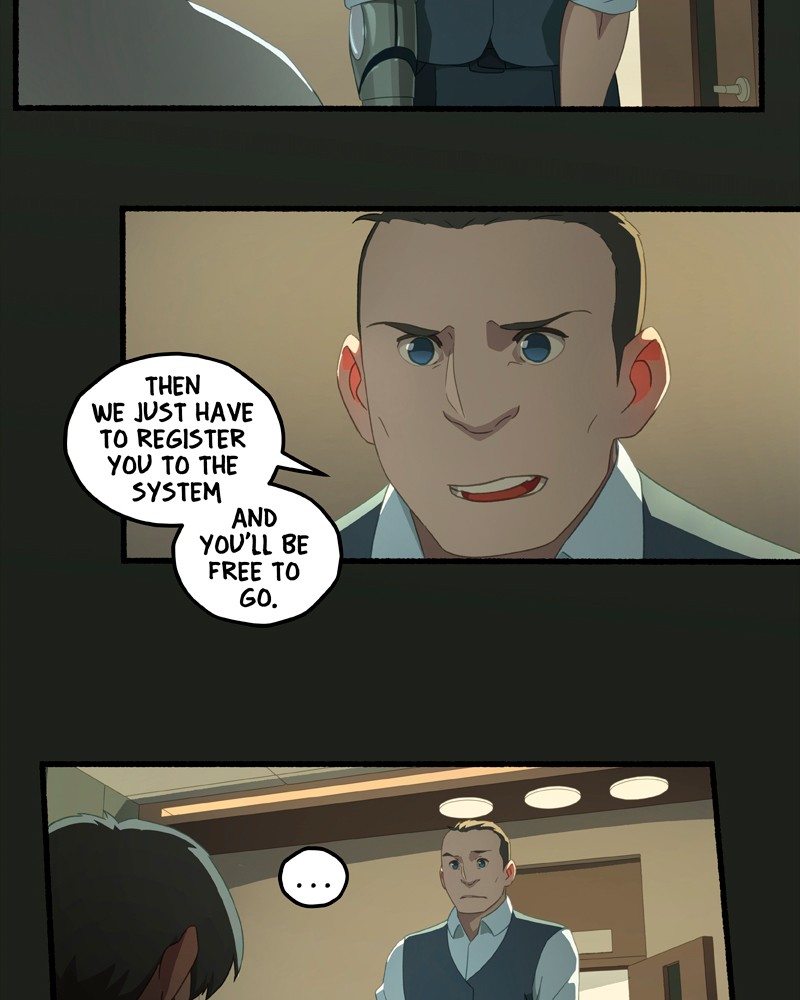 THEN
WE JUST HAVE
TO REGISTER
YOU TO THE
SYSTEM
AND
YOU'LL BE
FREE TO
GO.
...